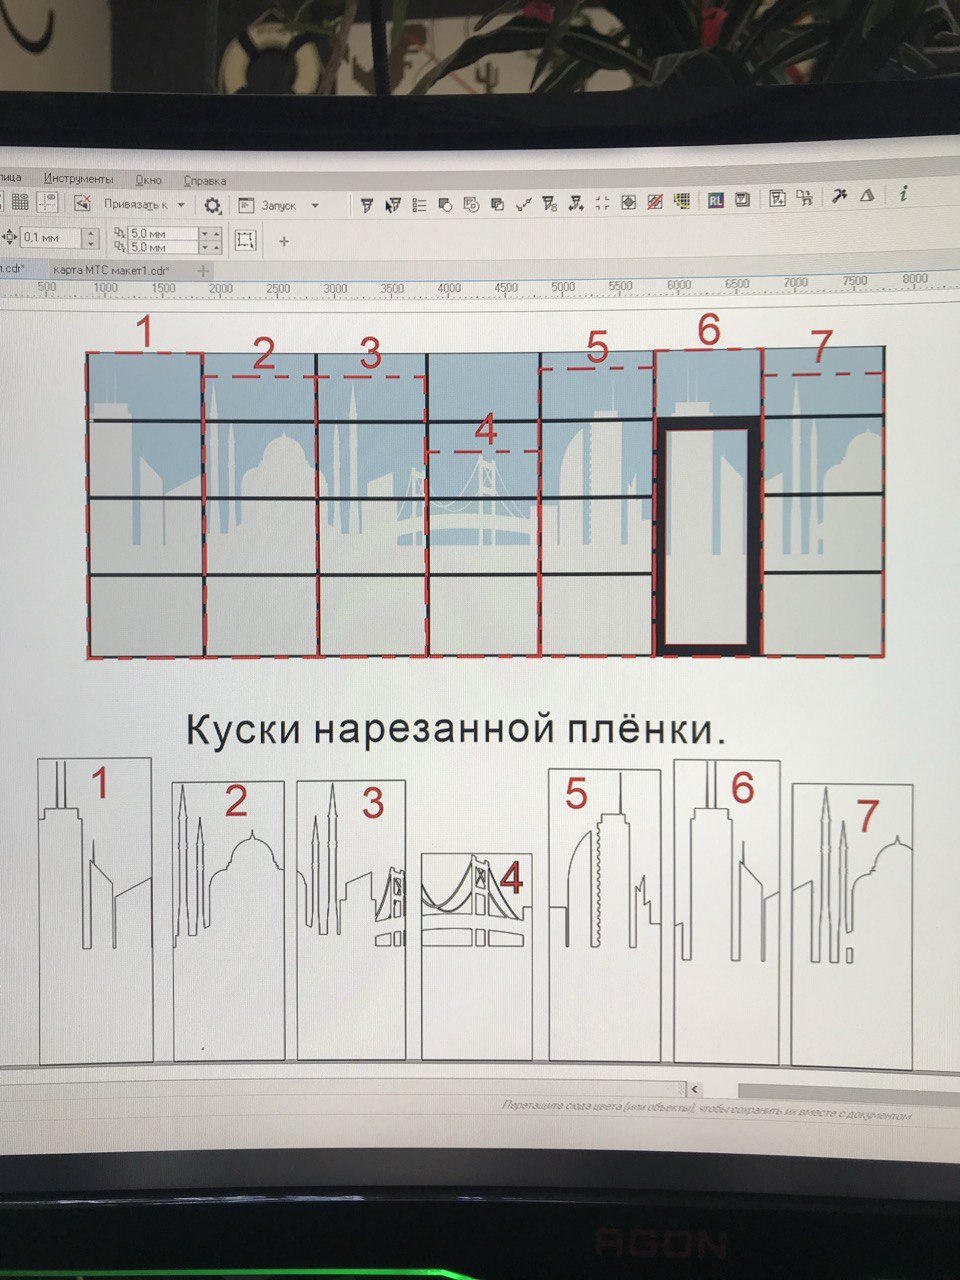 Инструменты Окно Справка
Привязать к Запуск RL
0,1 мм 5,0 мм
5,0 мм
карта МТС макет1.cdr*
500 1000 1500 2000 2500 3000 3500 4000 4500 5000 5500 6000 6500 7000 7500 8000
1 2 3 4 5 6 7
Куски нарезанной плёнки.
1 2 3 4 5 6 7
Перетащите сюда цвета (или объекты), чтобы сохранить их вместе с документом
AGON